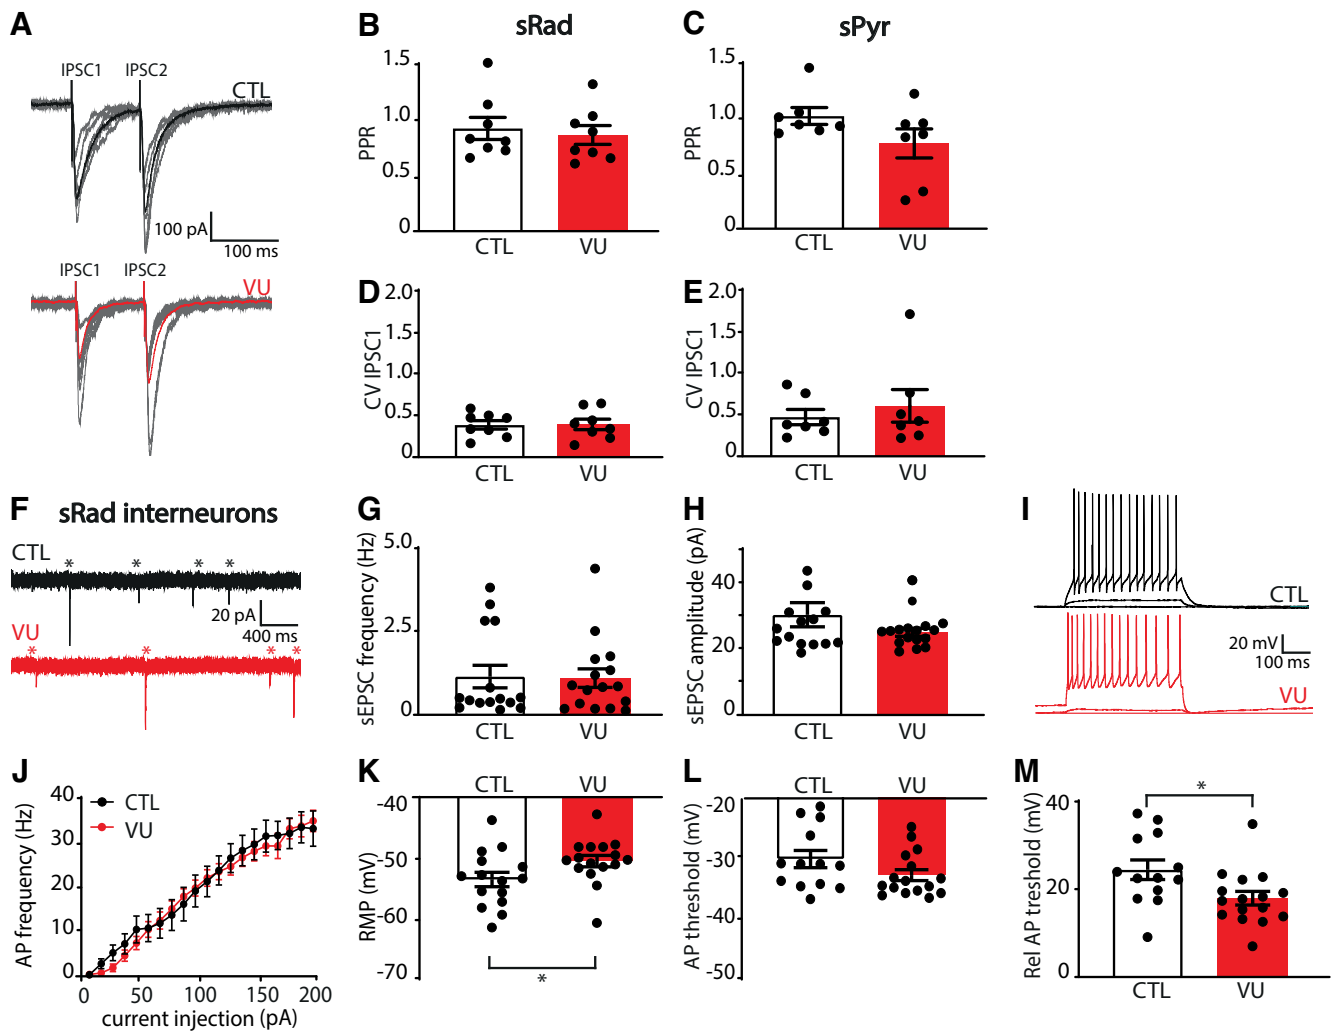 A
IPSC1 IPSC2
CTL
100 pA
100 ms
IPSC1 IPSC2
VU
B sRad
PPR
1.5
1.0
0.5
0
CTL VU
C sPyr
PPR
1.5
1.0
0.5
0
CTL VU
D
CV IPSC1
2.0
1.5
1.0
0.5
0
CTL VU
E
CV IPSC1
2.0
1.5
1.0
0.5
0
CTL VU
F sRad interneurons
CTL
* * * *
20 pA
400 ms
VU
* * * *
G
sEPSC frequency (Hz)
5.0
2.5
0
CTL VU
H
sEPSC amplitude (pA)
40
20
0
CTL VU
I
CTL
20 mV
100 ms
VU
J
AP frequency (Hz)
40
30
20
10
0
CTL
VU
0 50 100 150 200
current injection (pA)
K
CTL VU
RMP (mV)
-40
-50
-60
-70
*
L
CTL VU
AP threshold (mV)
-20
-30
-40
-50
M
Rel AP treshold (mV)
40
20
0
*
CTL VU